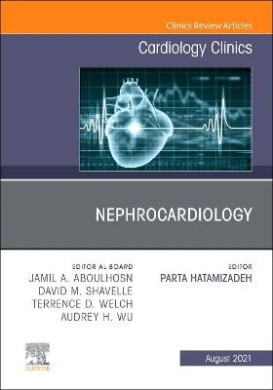 Clinics Review Articles
Cardiology Clinics
NEPHROCARDIOLOGY
EDITORIAL BOARD
JAMIL A. ABOULHOSN
DAVID M. SHAVELLE
TERRENCE D. WELCH
AUDREY H. WU
EDITOR
PARTA HATAMIZADEH
ELSEVIER
August 2021